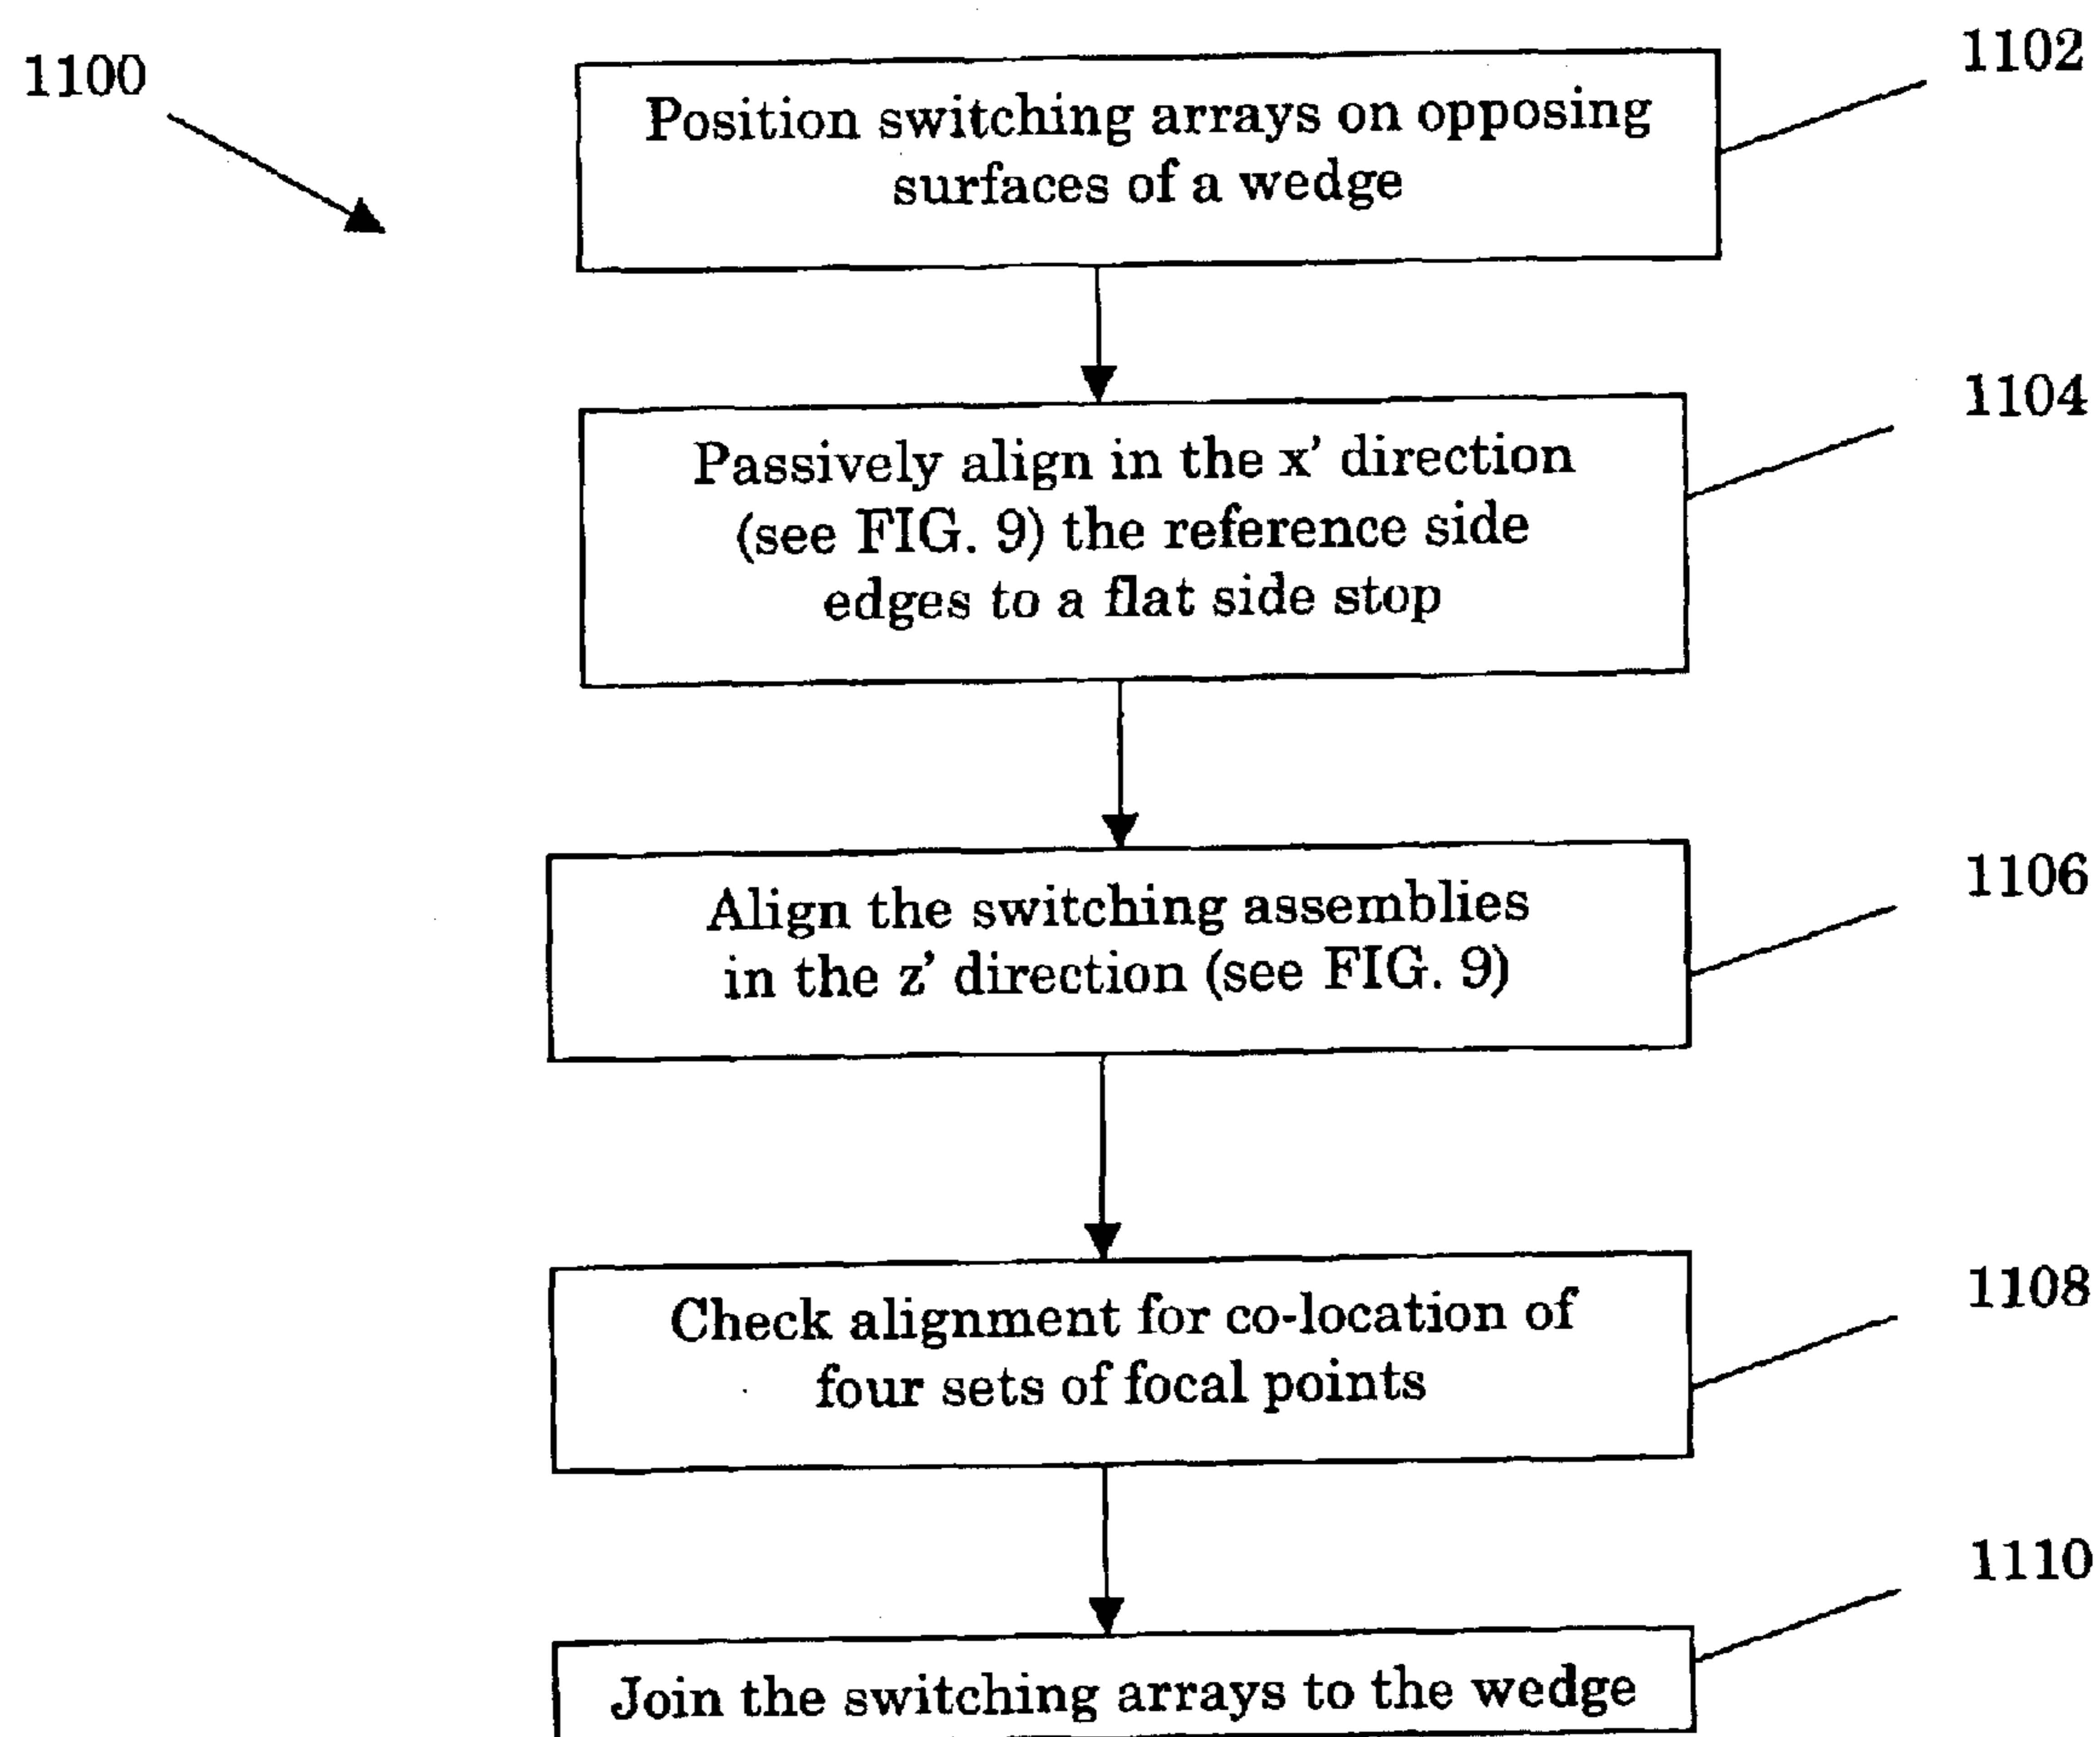 1100
1102
Position switching arrays on opposing
surfaces of a wedge
1104
Passively align in the x’ direction
(see FIG. 9) the reference side
edges to a flat side stop
1106
Align the switching assemblies
in the z’ direction (see FIG. 9)
1108
Check alignment for co-location of
four sets of focal points
1110
Join the switching arrays to the wedge